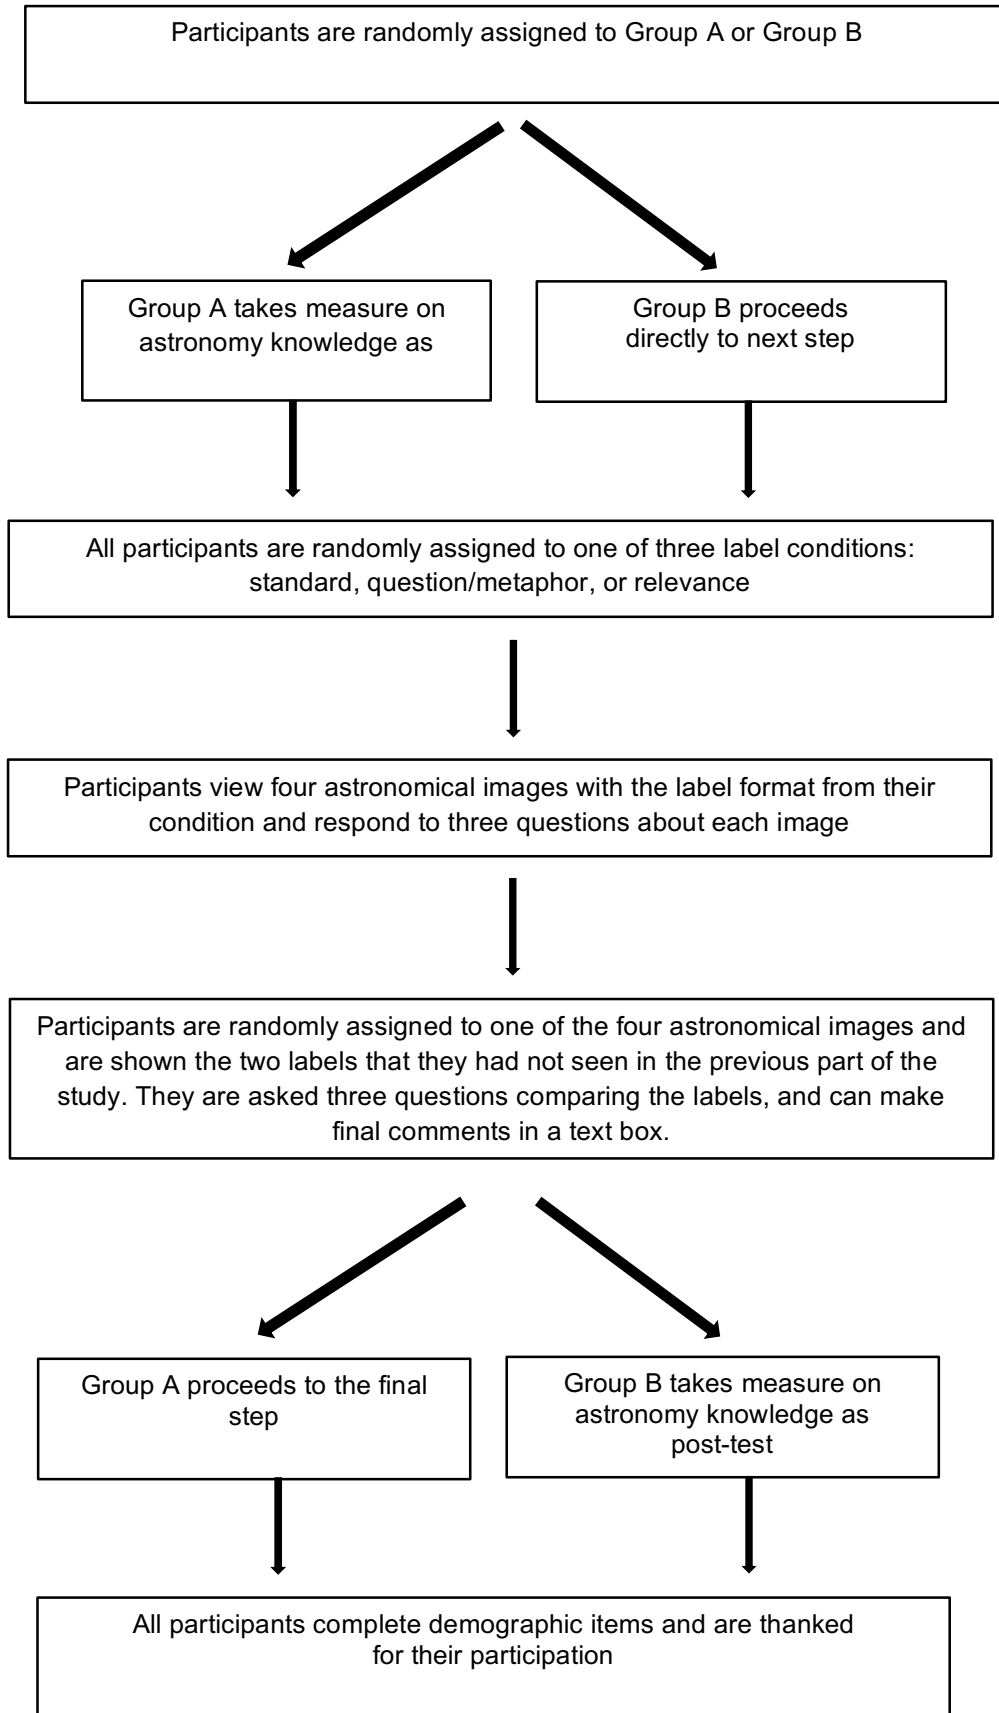 Participants are randomly assigned to Group A or Group B
Group A takes measure on
astronomy knowledge as
Group B proceeds
directly to next step
All participants are randomly assigned to one of three label conditions:
standard, question/metaphor, or relevance
Participants view four astronomical images with the label format from their
condition and respond to three questions about each image
Participants are randomly assigned to one of the four astronomical images and
are shown the two labels that they had not seen in the previous part of the
study. They are asked three questions comparing the labels, and can make
final comments in a text box.
Group A proceeds to the final
step
Group B takes measure on
astronomy knowledge as
post-test
All participants complete demographic items and are thanked
for their participation